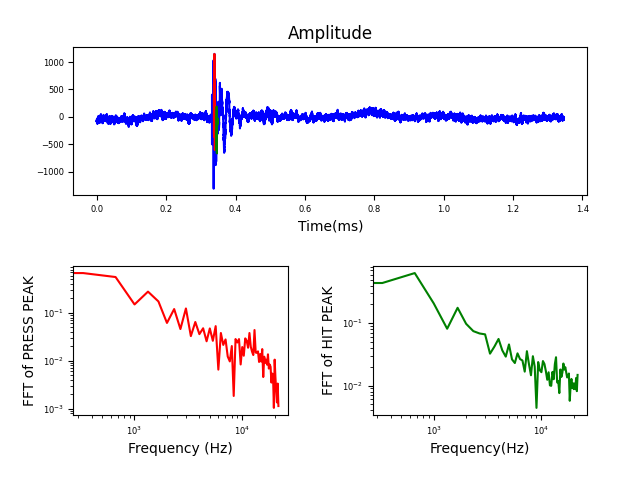 Amplitude
1000
500
0
−500
−1000
0.0 0.2 0.4 0.6 0.8 1.0 1.2 1.4
Time(ms)
FFT of PRESS PEAK
10⁻¹
10⁻²
10⁻³
10³ 10⁴
Frequency (Hz)
FFT of HIT PEAK
10⁻¹
10⁻²
10³ 10⁴
Frequency(Hz)